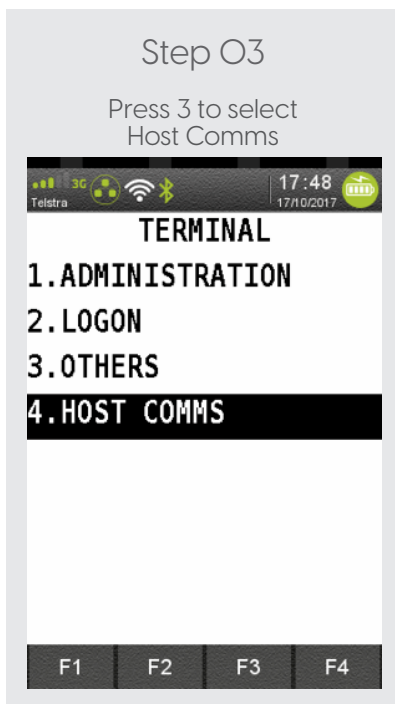 Step 03
Press 3 to select
Host Comms
3G 17:48
Telstra 17/10/2017
TERMINAL
1.ADMINISTRATION
2.LOGON
3.OTHERS
4.HOST COMMS
F1 F2 F3 F4